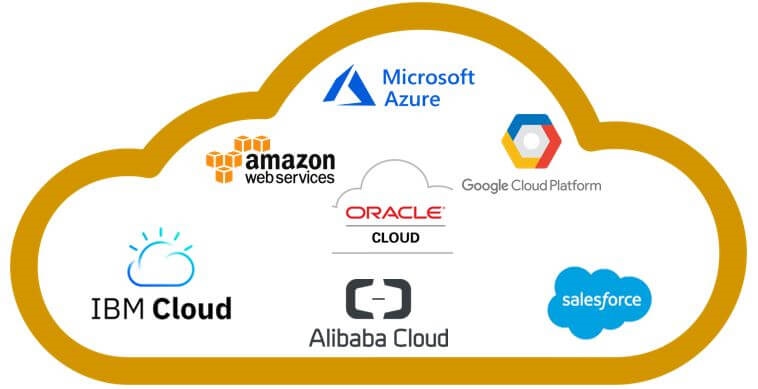 Microsoft
Azure
amazon
web services
Google Cloud Platform
ORACLE
CLOUD
IBM Cloud
Alibaba Cloud
salesforce